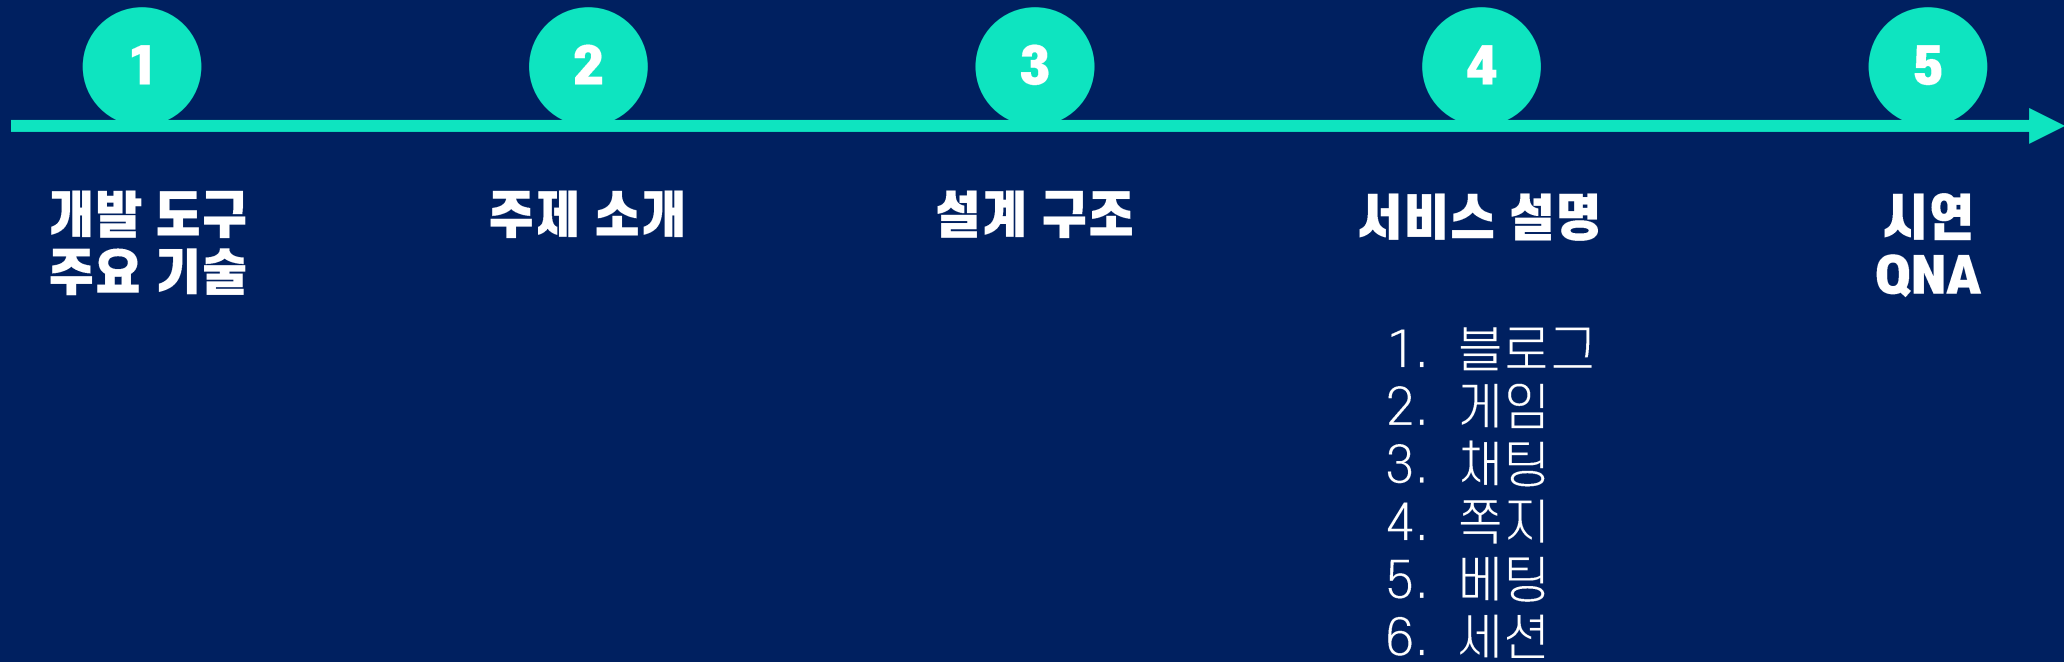 1
2
3
4
5
개발 도구
주요 기술
주제 소개
설계 구조
서비스 설명
1. 블로그
2. 게임
3. 채팅
4. 쪽지
5. 베팅
6. 세션
시연
QNA